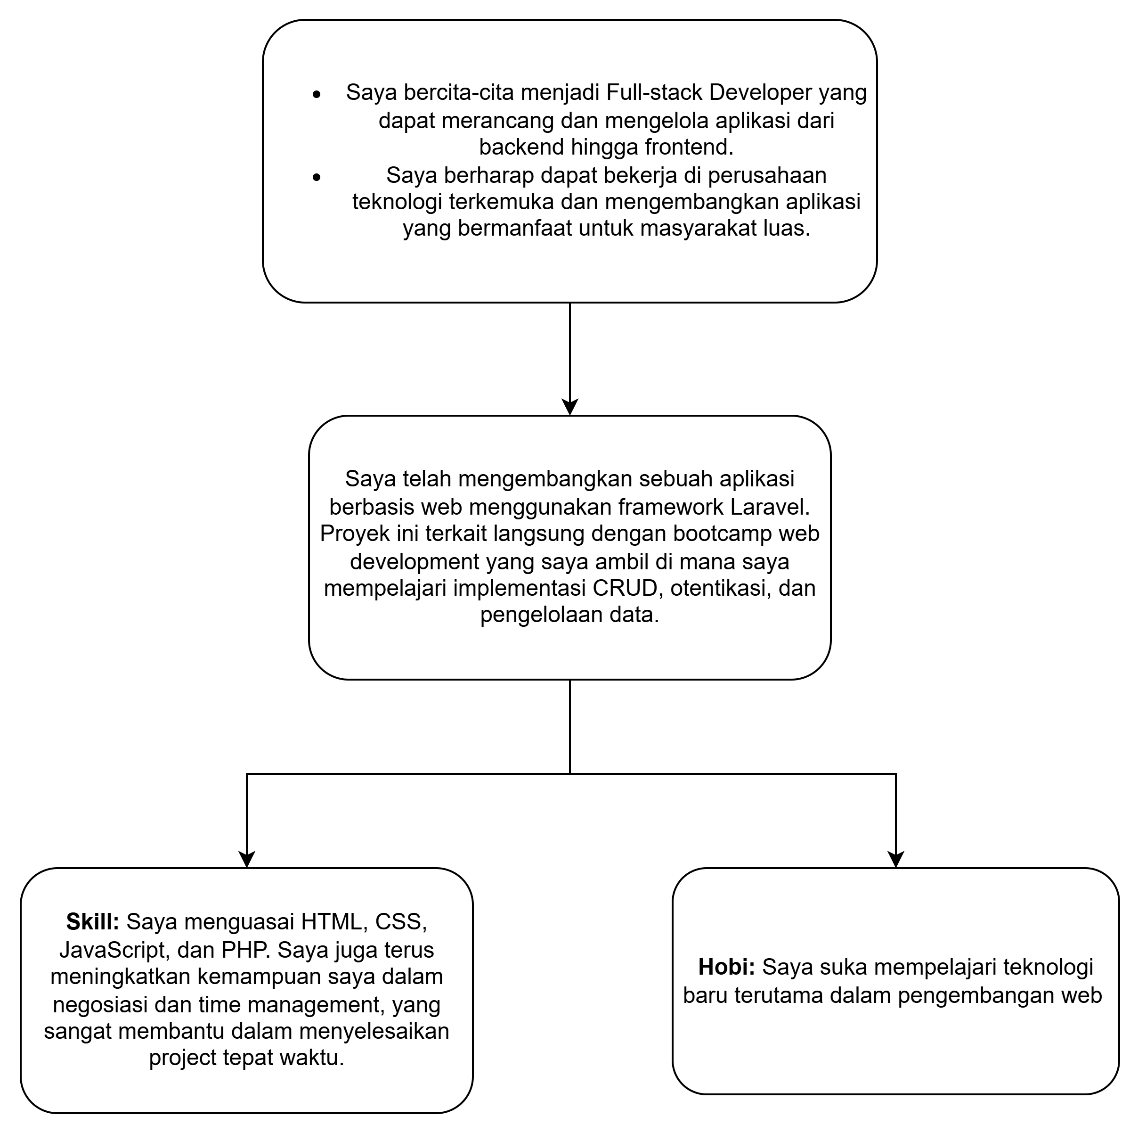 • Saya bercita-cita menjadi Full-stack Developer yang
dapat merancang dan mengelola aplikasi dari
backend hingga frontend.
• Saya berharap dapat bekerja di perusahaan
teknologi terkemuka dan mengembangkan aplikasi
yang bermanfaat untuk masyarakat luas.
Saya telah mengembangkan sebuah aplikasi
berbasis web menggunakan framework Laravel.
Proyek ini terkait langsung dengan bootcamp web
development yang saya ambil di mana saya
mempelajari implementasi CRUD, otentikasi, dan
pengelolaan data.
Skill: Saya menguasai HTML, CSS,
JavaScript, dan PHP. Saya juga terus
meningkatkan kemampuan saya dalam
negosiasi dan time management, yang
sangat membantu dalam menyelesaikan
project tepat waktu.
Hobi: Saya suka mempelajari teknologi
baru terutama dalam pengembangan web